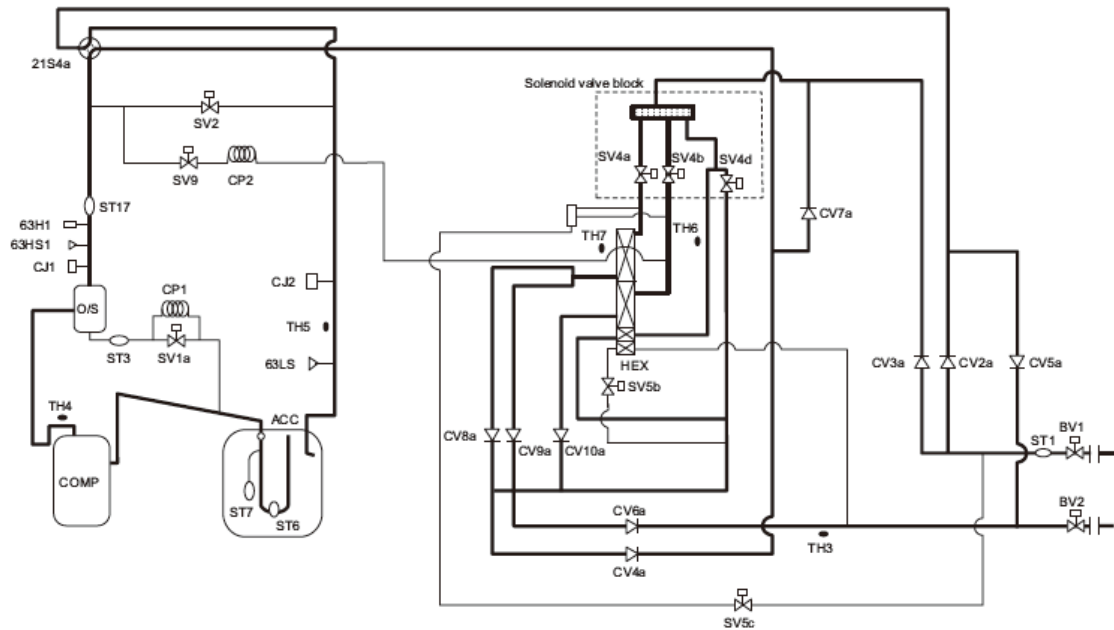 21S4a
Solenoid valve block
SV2
SV4a
SV4b
SV4d
SV9
CP2
ST17
63H1
TH7
TH6
CV7a
63HS1
CJ1
CJ2
CP1
O/S
TH5
ST3
SV1a
63LS
HEX
CV3a
CV2a
CV5a
SV5b
TH4
ACC
BV1
CV8a
CV9a
CV10a
ST1
COMP
BV2
ST7
ST6
CV6a
TH3
CV4a
SV5c